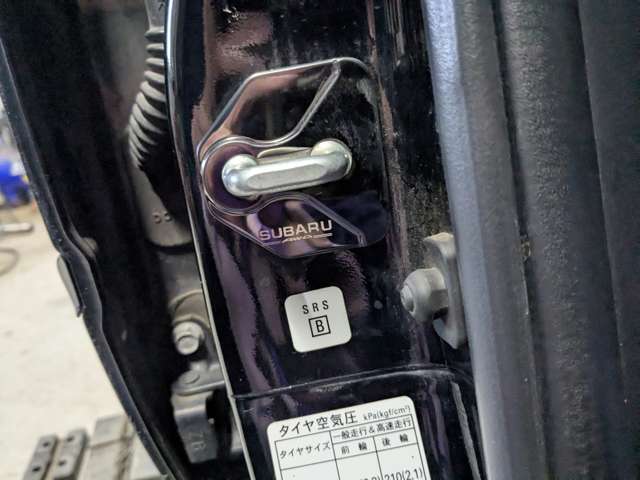 SUBARU
AWD
SRS
B
タイヤ空気圧 kPa(kgf/cm²)
タイヤサイズ 一般走行&高速走行
前輪 後輪
210(2.1)